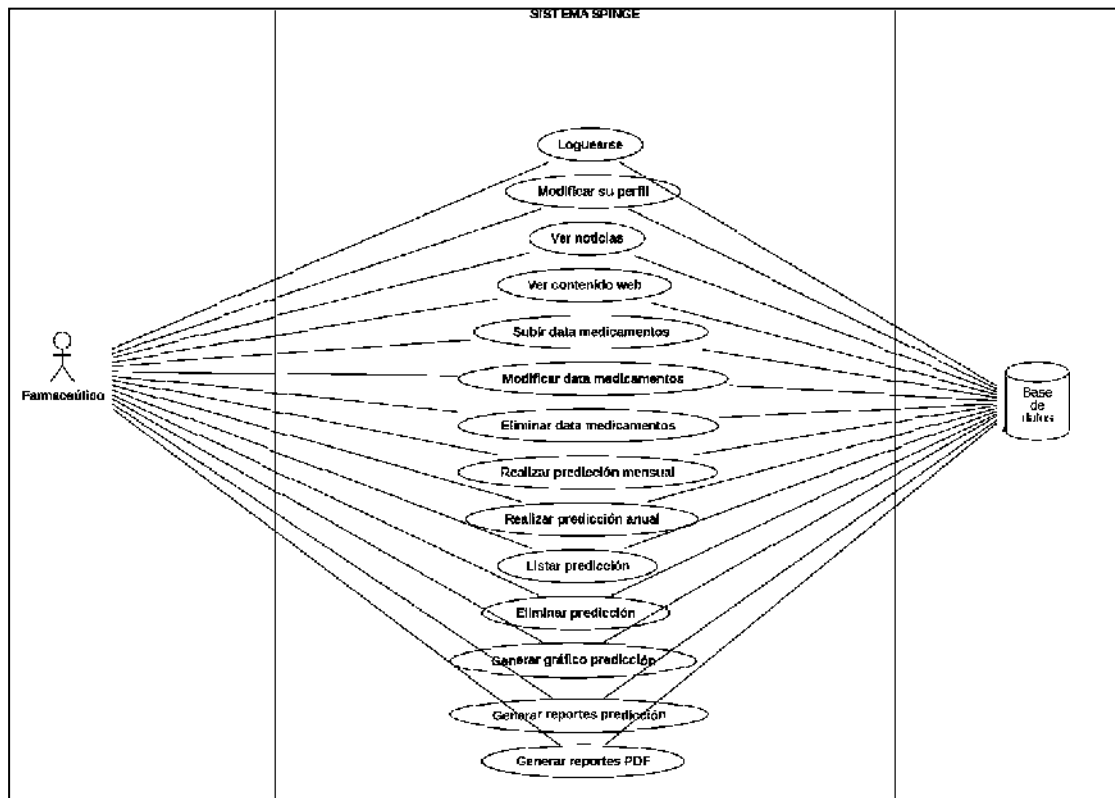 SISTEMA SPINGE
Loguearse
Modificar su perfil
Ver noticias
Ver contenido web
Subir data medicamentos
Modificar data medicamentos
Farmaceútico
Base
de
datos
Eliminar data medicamentos
Realizar predicción mensual
Realizar predicción anual
Listar predicción
Eliminar predicción
Generar gráfico predicción
Generar reportes predicción
Generar reportes PDF